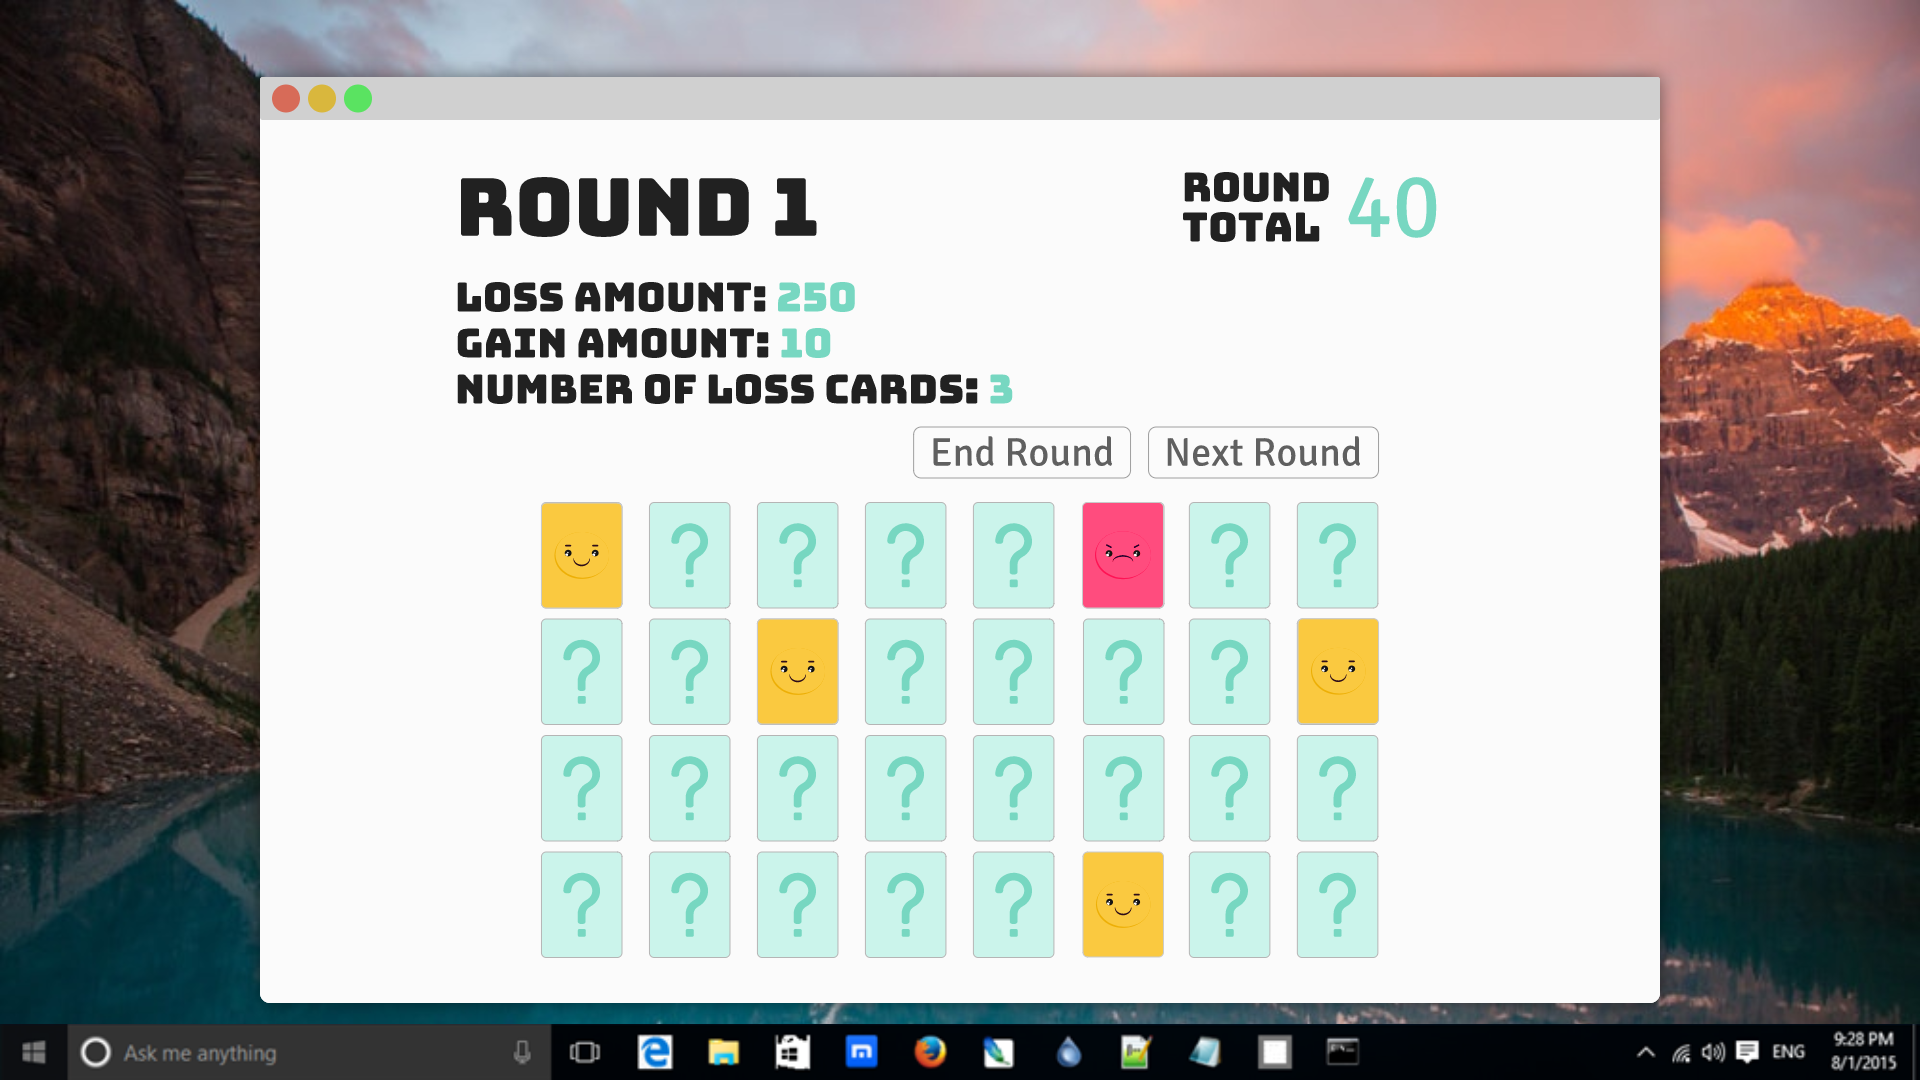 ROUND 1
ROUND
TOTAL 40
LOSS AMOUNT: 250
GAIN AMOUNT: 10
NUMBER OF LOSS CARDS: 3
End Round Next Round
? ? ? ? ? ?
? ? ? ? ? ?
? ? ? ? ? ? ? ?
? ? ? ? ? ? ?
Ask me anything
e
m
ENG
9:28 PM
8/1/2015